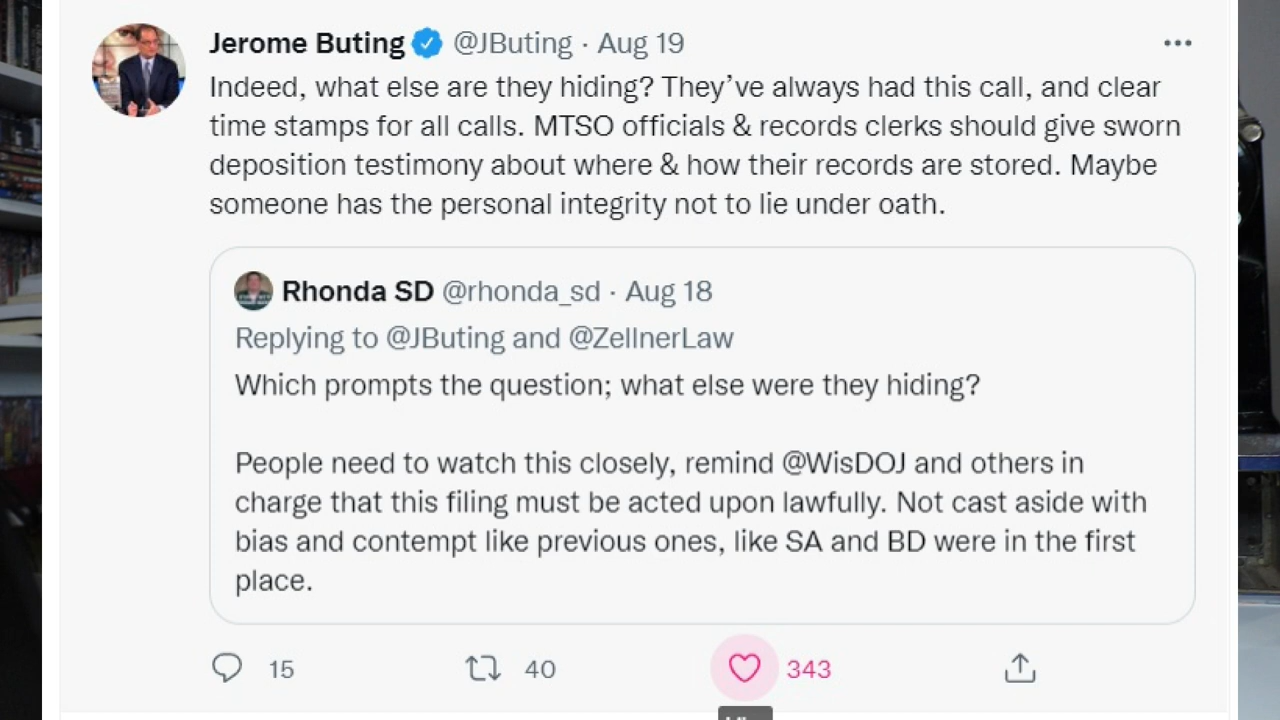 Jerome Buting @JButing · Aug 19
Indeed, what else are they hiding? They’ve always had this call, and clear
time stamps for all calls. MTSO officials & records clerks should give sworn
deposition testimony about where & how their records are stored. Maybe
someone has the personal integrity not to lie under oath.
Rhonda SD @rhonda_sd · Aug 18
Replying to @JButing and @ZellnerLaw
Which prompts the question; what else were they hiding?
People need to watch this closely, remind @WisDOJ and others in
charge that this filing must be acted upon lawfully. Not cast aside with
bias and contempt like previous ones, like SA and BD were in the first
place.
15 40 343